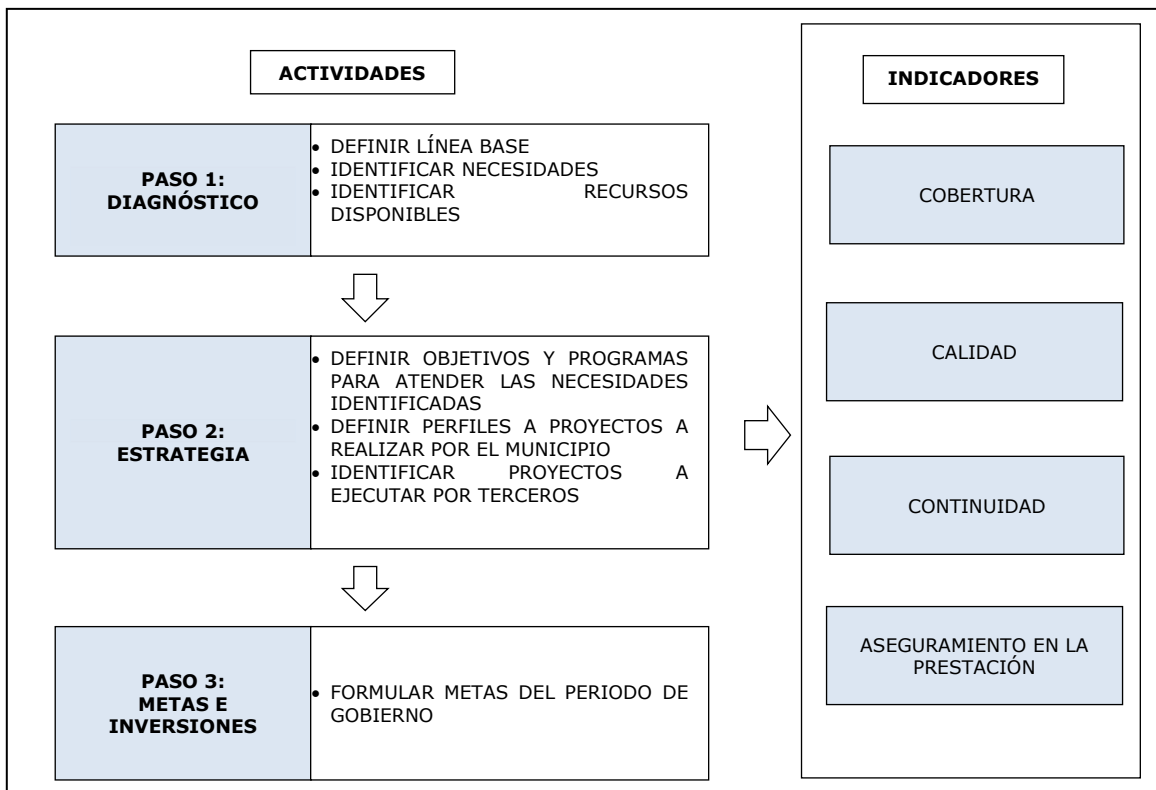 ACTIVIDADES
PASO 1:
DIAGNÓSTICO
• DEFINIR LÍNEA BASE
• IDENTIFICAR NECESIDADES
• IDENTIFICAR RECURSOS
DISPONIBLES
PASO 2:
ESTRATEGIA
• DEFINIR OBJETIVOS Y PROGRAMAS
PARA ATENDER LAS NECESIDADES
IDENTIFICADAS
• DEFINIR PERFILES A PROYECTOS A
REALIZAR POR EL MUNICIPIO
• IDENTIFICAR PROYECTOS A
EJECUTAR POR TERCEROS
PASO 3:
METAS E
INVERSIONES
• FORMULAR METAS DEL PERIODO DE
GOBIERNO
INDICADORES
COBERTURA
CALIDAD
CONTINUIDAD
ASEGURAMIENTO EN LA
PRESTACIÓN